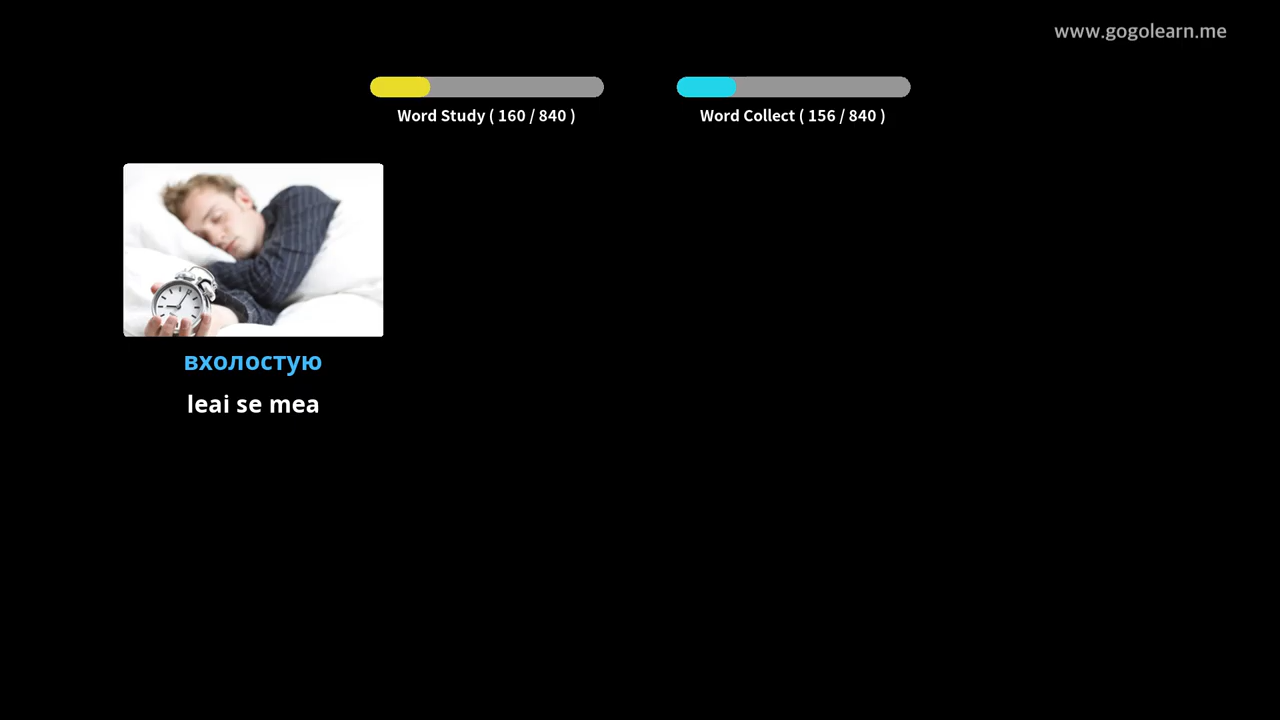 www.gogolearn.me
Word Study ( 160 / 840 )
Word Collect ( 156 / 840 )
вхолостую
leai se mea